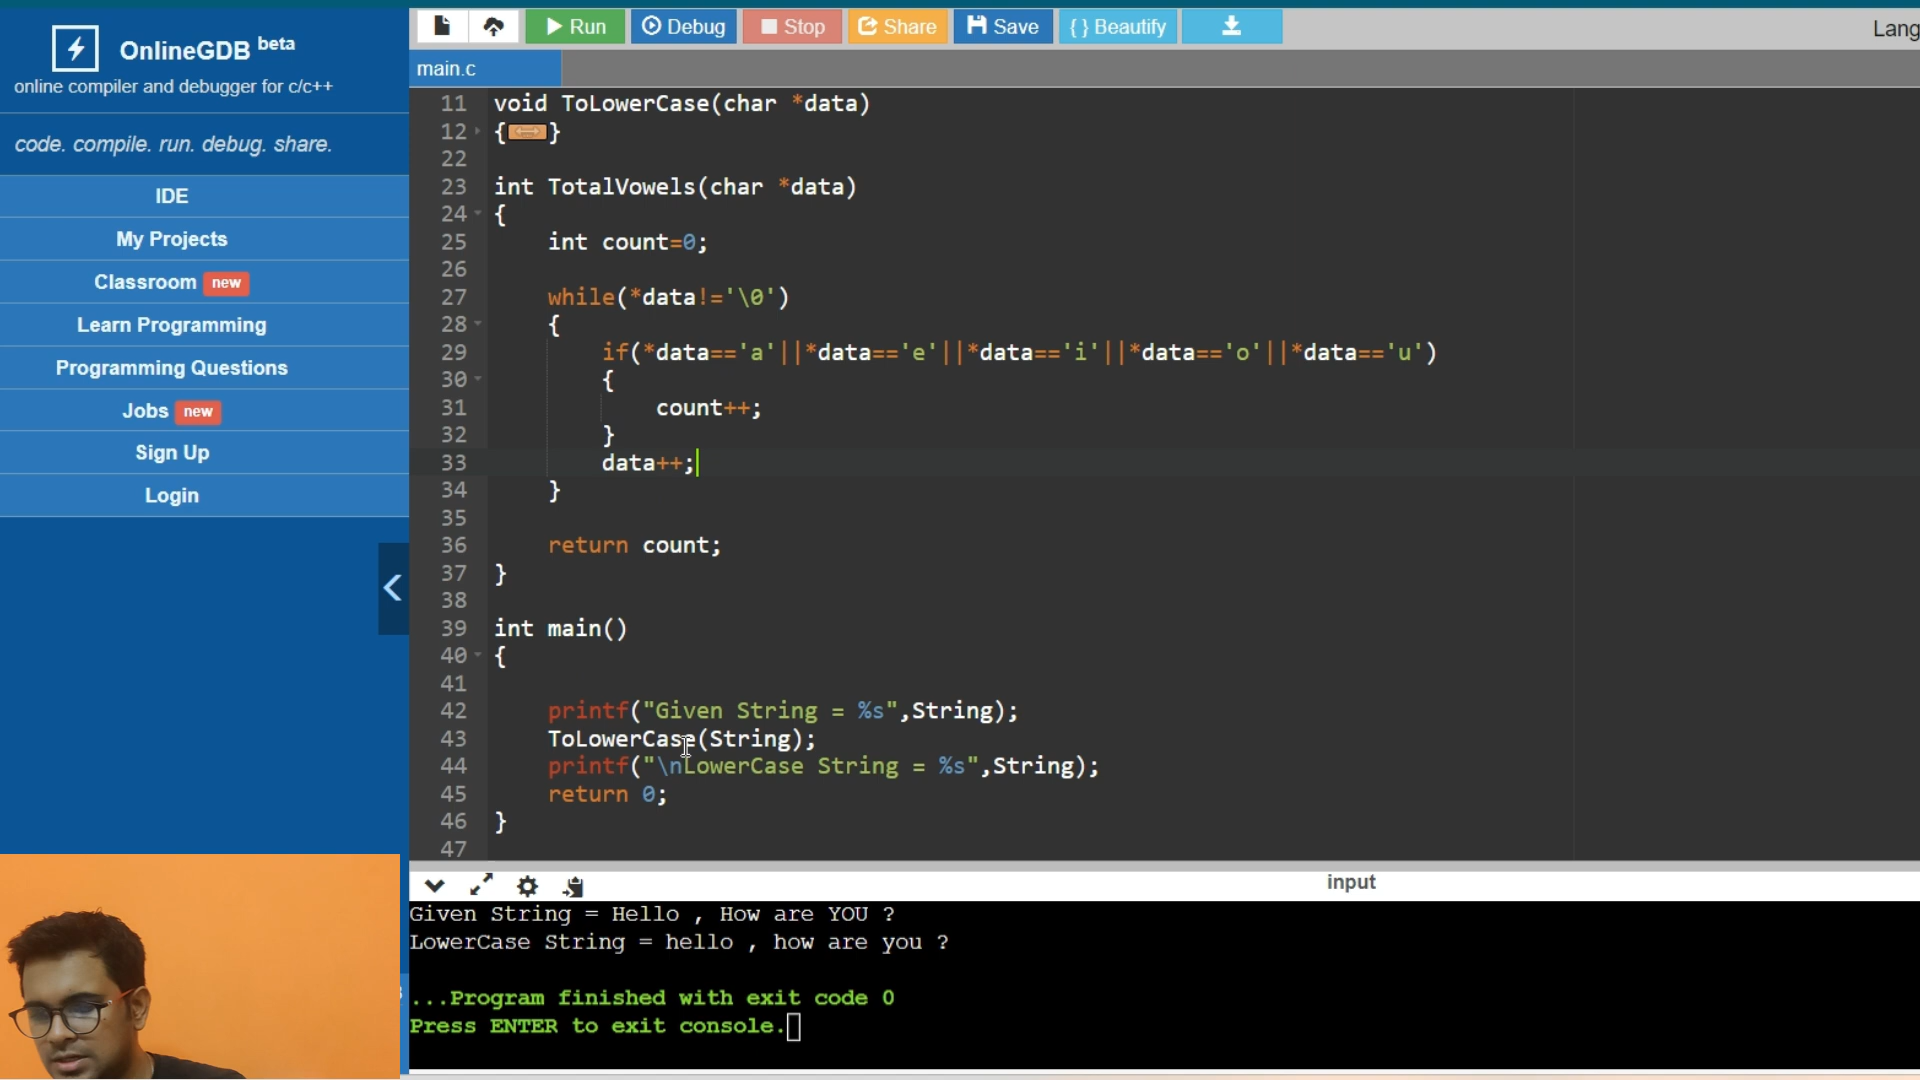 OnlineGDB beta
online compiler and debugger for c/c++
code. compile. run. debug. share.
IDE
My Projects
Classroom new
Learn Programming
Programming Questions
Jobs new
Sign Up
Login
Run Debug Stop Share Save { } Beautify
Lang
main.c
11 void ToLowerCase(char *data)
12 {}
22
23 int TotalVowels(char *data)
24 {
25 int count=0;
26
27 while(*data!='\0')
28 {
29 if(*data=='a'||*data=='e'||*data=='i'||*data=='o'||*data=='u')
30 {
31 count++;
32 }
33 data++;
34 }
35
36 return count;
37 }
38
39 int main()
40 {
41
42 printf("Given String = %s",String);
43 ToLowerCase(String);
44 printf("\nLowerCase String = %s",String);
45 return 0;
46 }
47
input
Given String = Hello , How are YOU ?
LowerCase String = hello , how are you ?
...Program finished with exit code 0
Press ENTER to exit console.